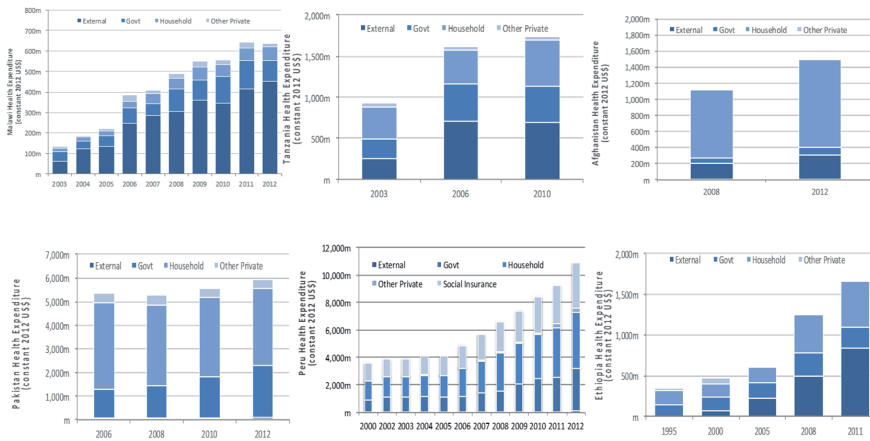 Malawi Health Expenditure
(constant 2012 US$)
800m
700m
600m
500m
400m
300m
200m
100m
m
External Govt Household Other Private
2003 2004 2005 2006 2007 2008 2009 2010 2011 2012
Tanzania Health Expenditure
(constant 2012 US$)
2,000m
1,500m
1,000m
500m
m
External Govt Household Other Private
2003 2006 2010
Afghanistan Health Expenditure
(constant 2012 US$)
2,000m
1,800m
1,600m
1,400m
1,200m
1,000m
800m
600m
400m
200m
m
External Govt Household Other Private
2008 2012
Pakistan Health Expenditure
(constant 2012 US$)
7,000m
6,000m
5,000m
4,000m
3,000m
2,000m
1,000m
m
External Govt Household Other Private
2006 2008 2010 2012
Peru Health Expenditure
(constant 2012 US$)
12,000m
10,000m
8,000m
6,000m
4,000m
2,000m
m
External Govt Household
Other Private Social Insurance
2000 2002 2003 2004 2005 2006 2007 2008 2009 2010 2011 2012
Ethiopia Health Expenditure
(constant 2012 US$)
2,000m
1,500m
1,000m
500m
m
External Govt Household Other Private
1995 2000 2005 2008 2011